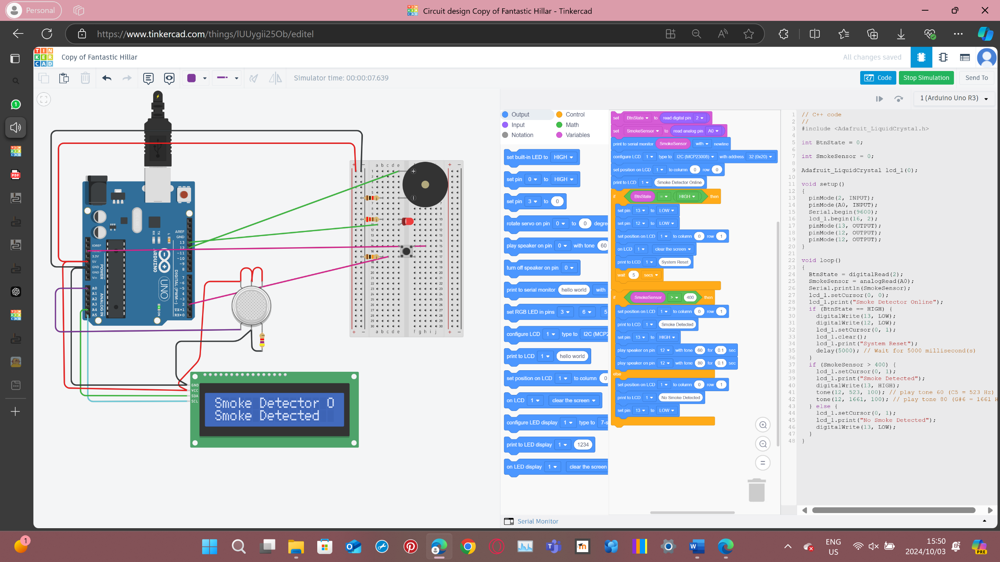 Personal
Circuit design Copy of Fantastic Hillar - Tinkercad
https://www.tinkercad.com/things/lUUygii25Ob/editel
TIN
KER
CAD
Copy of Fantastic Hillar
All changes saved
Simulator time: 00:00:07.639
Code
Stop Simulation
Send To
1 (Arduino Uno R3)
Output
Control
Input
Math
Notation
Variables
set built-in LED to HIGH
set pin 0 to HIGH
set pin 3 to 0
rotate servo on pin 0 to 0 degre
play speaker on pin 0 with tone 60
turn off speaker on pin 0
print to serial monitor hello world with
set RGB LED in pins 3 6 5
configure LCD 1 type to I2C (MCP2
print to LCD 1 hello world
set position on LCD 1 to column 0
on LCD 1 clear the screen
configure LED display 1 type to 7-s
print to LED display 1 1234
on LED display 1 clear the screen
set BtnState to read digital pin 2
set SmokeSensor to read analog pin A0
print to serial monitor SmokeSensor with newline
configure LCD 1 type to I2C (MCP23008) with address 32 (0x20)
set position on LCD 1 to column 0 row 0
print to LCD 1 Smoke Detector Online
if BtnState = HIGH then
set pin 13 to LOW
set pin 12 to LOW
set position on LCD 1 to column 0 row 1
on LCD 1 clear the screen
print to LCD 1 System Reset
wait 5 secs
if SmokeSensor > 400 then
set position on LCD 1 to column 0 row 1
print to LCD 1 Smoke Detected
set pin 13 to HIGH
play speaker on pin 12 with tone 60 for 0.1 sec
play speaker on pin 12 with tone 80 for 0.1 sec
else
set position on LCD 1 to column 0 row 1
print to LCD 1 No Smoke Detected
set pin 13 to LOW
1 // C++ code
2 //
3 #include <Adafruit_LiquidCrystal.h>
4
5 int BtnState = 0;
6
7 int SmokeSensor = 0;
8
9 Adafruit_LiquidCrystal lcd_1(0);
10
11 void setup()
12 {
13 pinMode(2, INPUT);
14 pinMode(A0, INPUT);
15 Serial.begin(9600);
16 lcd_1.begin(16, 2);
17 pinMode(13, OUTPUT);
18 pinMode(12, OUTPUT);
19 pinMode(12, OUTPUT);
20 }
21
22 void loop()
23 {
24 BtnState = digitalRead(2);
25 SmokeSensor = analogRead(A0);
26 Serial.println(SmokeSensor);
27 lcd_1.setCursor(0, 0);
28 lcd_1.print("Smoke Detector Online");
29 if (BtnState == HIGH) {
30 digitalWrite(13, LOW);
31 digitalWrite(12, LOW);
32 lcd_1.setCursor(0, 1);
33 lcd_1.clear();
34 lcd_1.print("System Reset");
35 delay(5000); // Wait for 5000 millisecond(s)
36 }
37 if (SmokeSensor > 400) {
38 lcd_1.setCursor(0, 1);
39 lcd_1.print("Smoke Detected");
40 digitalWrite(13, HIGH);
41 tone(12, 523, 100); // play tone 60 (C5 = 523 Hz)
42 tone(12, 1661, 100); // play tone 80 (G#6 = 1661 H
43 } else {
44 lcd_1.setCursor(0, 1);
45 lcd_1.print("No Smoke Detected");
46 digitalWrite(13, LOW);
47 }
48 }
AREF
GND
13
12
~11
~10
~9
8
7
~6
~5
4
~3
2
TX→1
RX←0
DIGITAL (PWM~)
IOREF
3.3V
5V
GND
GND
Vin
POWER
A0
A1
A2
A3
A4
A5
ANALOG IN
RX
TX
L
ARDUINO
UNO
ON
a b c d e
f g h i j
GND
VCC
SDA
SCL
Smoke Detector O
Smoke Detected
Serial Monitor
PDF
1
1
ENG
US
15:50
2024/10/03
PRE